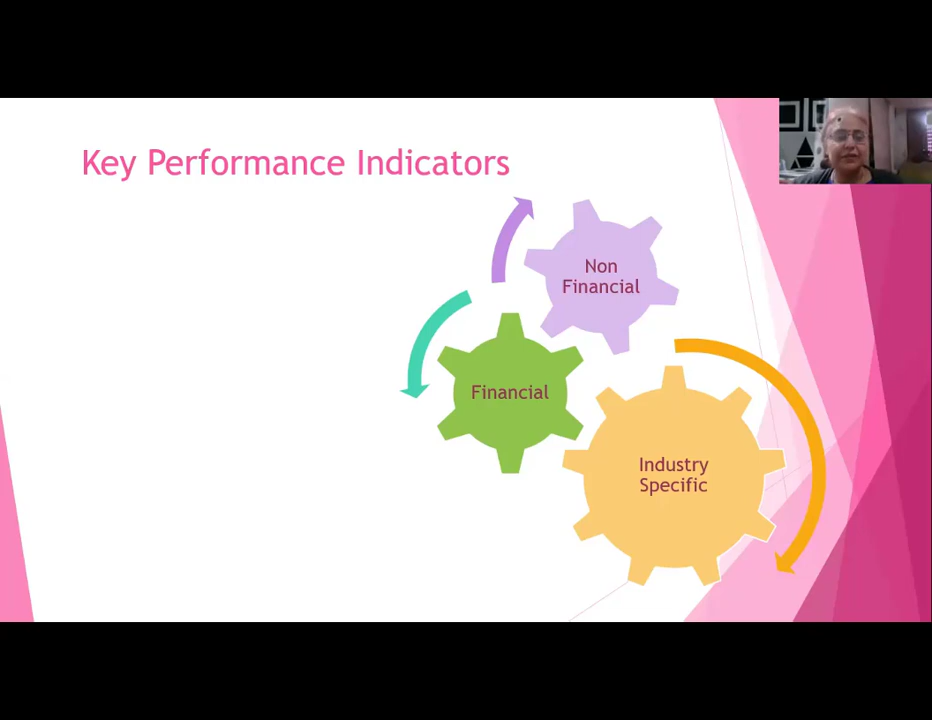 Key Performance Indicators
Non
Financial
Financial
Industry
Specific